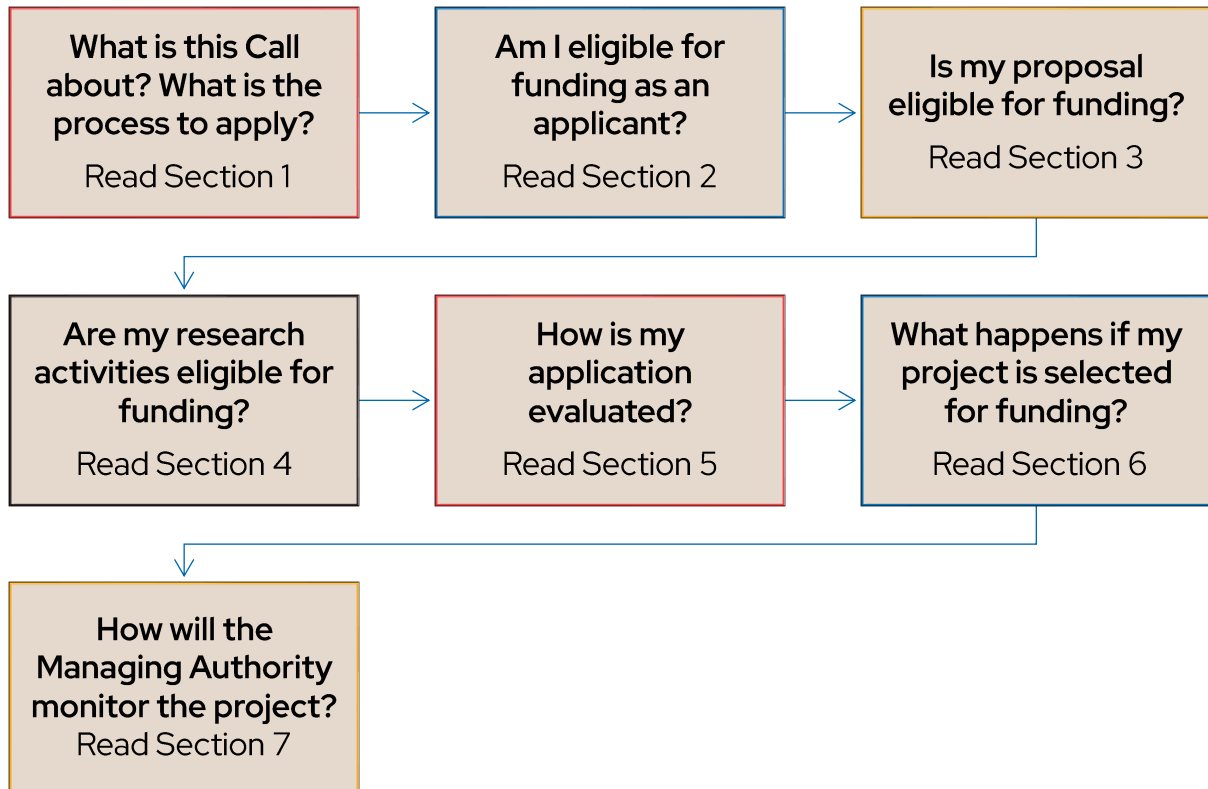 What is this Call
about? What is the
process to apply?
Read Section 1
Am I eligible for
funding as an
applicant?
Read Section 2
Is my proposal
eligible for funding?
Read Section 3
Are my research
activities eligible for
funding?
Read Section 4
How is my
application
evaluated?
Read Section 5
What happens if my
project is selected
for funding?
Read Section 6
How will the
Managing Authority
monitor the project?
Read Section 7